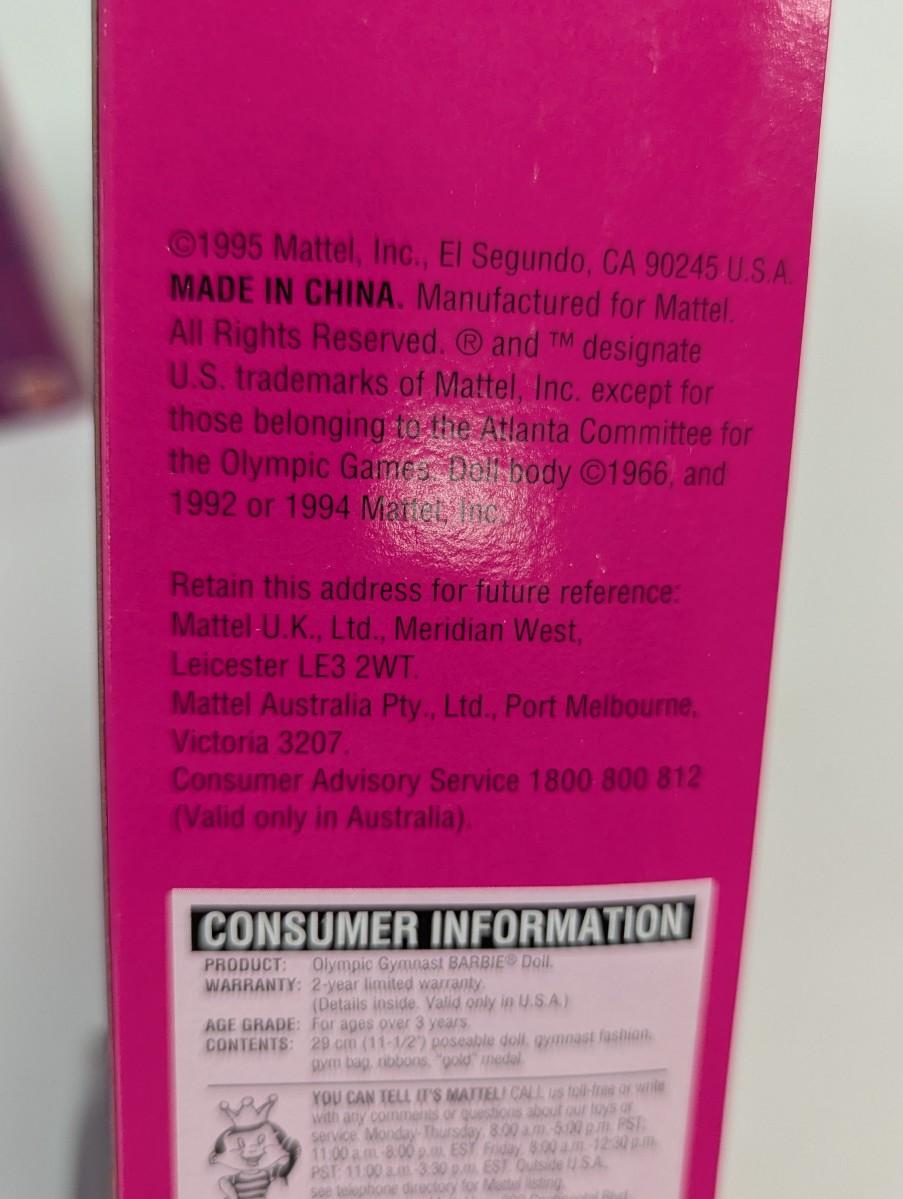 ©1995 Mattel, Inc., El Segundo, CA 90245 U.S.A.
MADE IN CHINA. Manufactured for Mattel.
All Rights Reserved. ® and ™ designate
U.S. trademarks of Mattel, Inc. except for
those belonging to the Atlanta Committee for
the Olympic Games. Doll body ©1966, and
1992 or 1994 Mattel, Inc.
Retain this address for future reference:
Mattel U.K., Ltd., Meridian West,
Leicester LE3 2WT.
Mattel Australia Pty., Ltd., Port Melbourne,
Victoria 3207.
Consumer Advisory Service 1800 800 812
(Valid only in Australia).
CONSUMER INFORMATION
PRODUCT: Olympic Gymnast BARBIE® Doll.
WARRANTY: 2-year limited warranty.
(Details inside. Valid only in U.S.A.)
AGE GRADE: For ages over 3 years.
CONTENTS: 29 cm (11-1/2") poseable doll, gymnast fashion,
gym bag, ribbons, "gold" medal.
YOU CAN TELL IT'S MATTEL! CALL us toll-free or write
with any comments or questions about our toys or
service. Monday-Thursday, 8:00 a.m.-5:00 p.m. PST;
11:00 a.m.-8:00 p.m. EST. Friday, 8:00 a.m.-12:30 p.m.
PST; 11:00 a.m.-3:30 p.m. EST. Outside U.S.A.,
see telephone directory for Mattel listing.